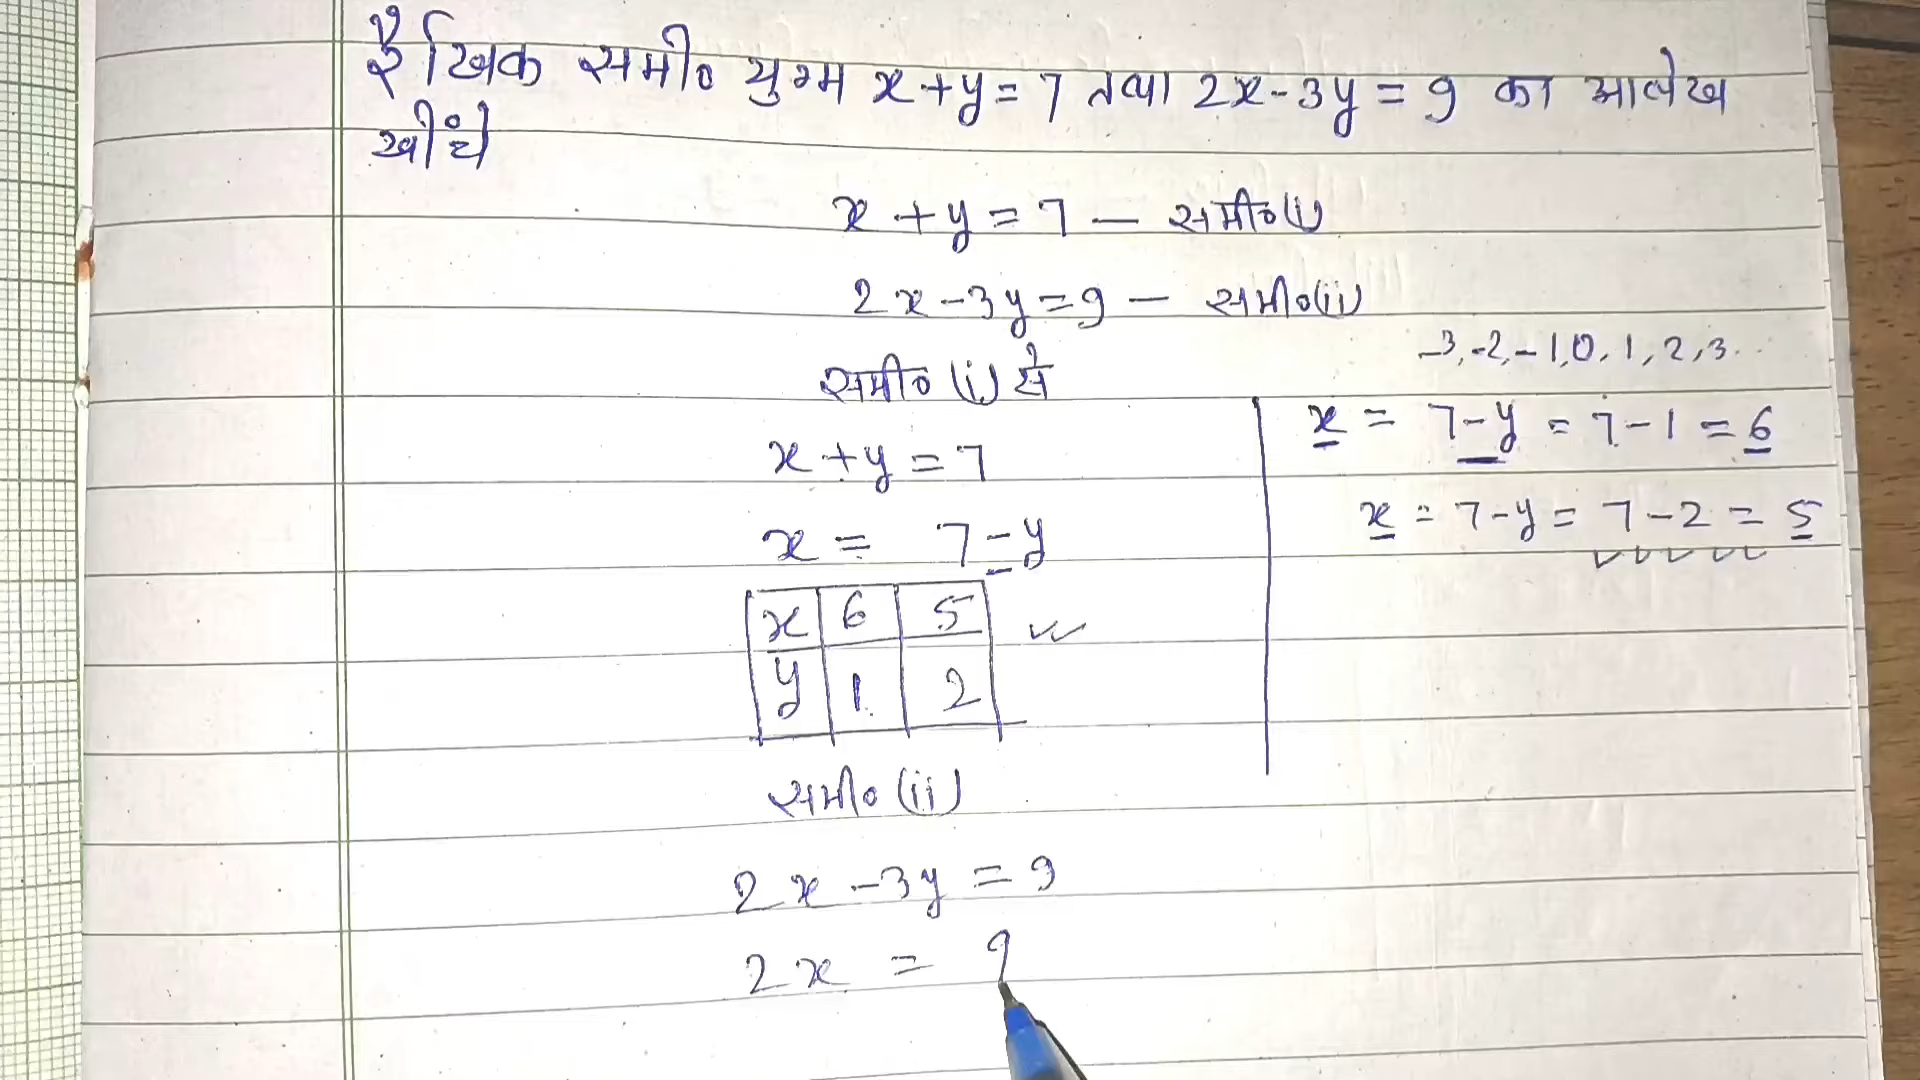 रैखिक समी० युग्म x+y=7 तथा 2x-3y=9 का आलेख
खींचे
x+y=7 — समी०(i)
2x-3y=9 — समी०(ii)
समी० (i) से
x+y=7
x = 7-y
x 6 5
y 1 2
समी० (ii)
2x-3y=9
2x = 9
-3,-2,-1,0,1,2,3..
x = 7-y = 7-1 = 6
x = 7-y = 7-2 = 5